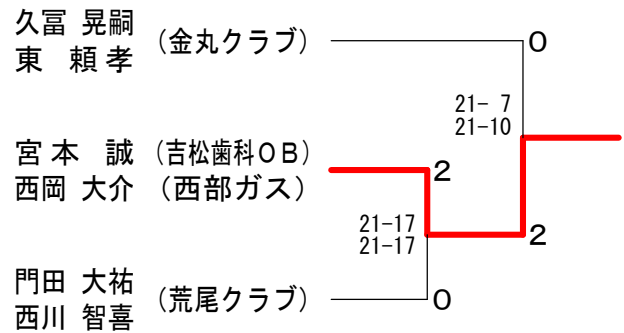 久冨 晃嗣
東 頼孝
(金丸クラブ)
0
21- 7
21-10
宮本 誠 (吉松歯科OB)
西岡 大介 (西部ガス)
2
21-17
21-17
2
門田 大祐
西川 智喜
(荒尾クラブ)
0